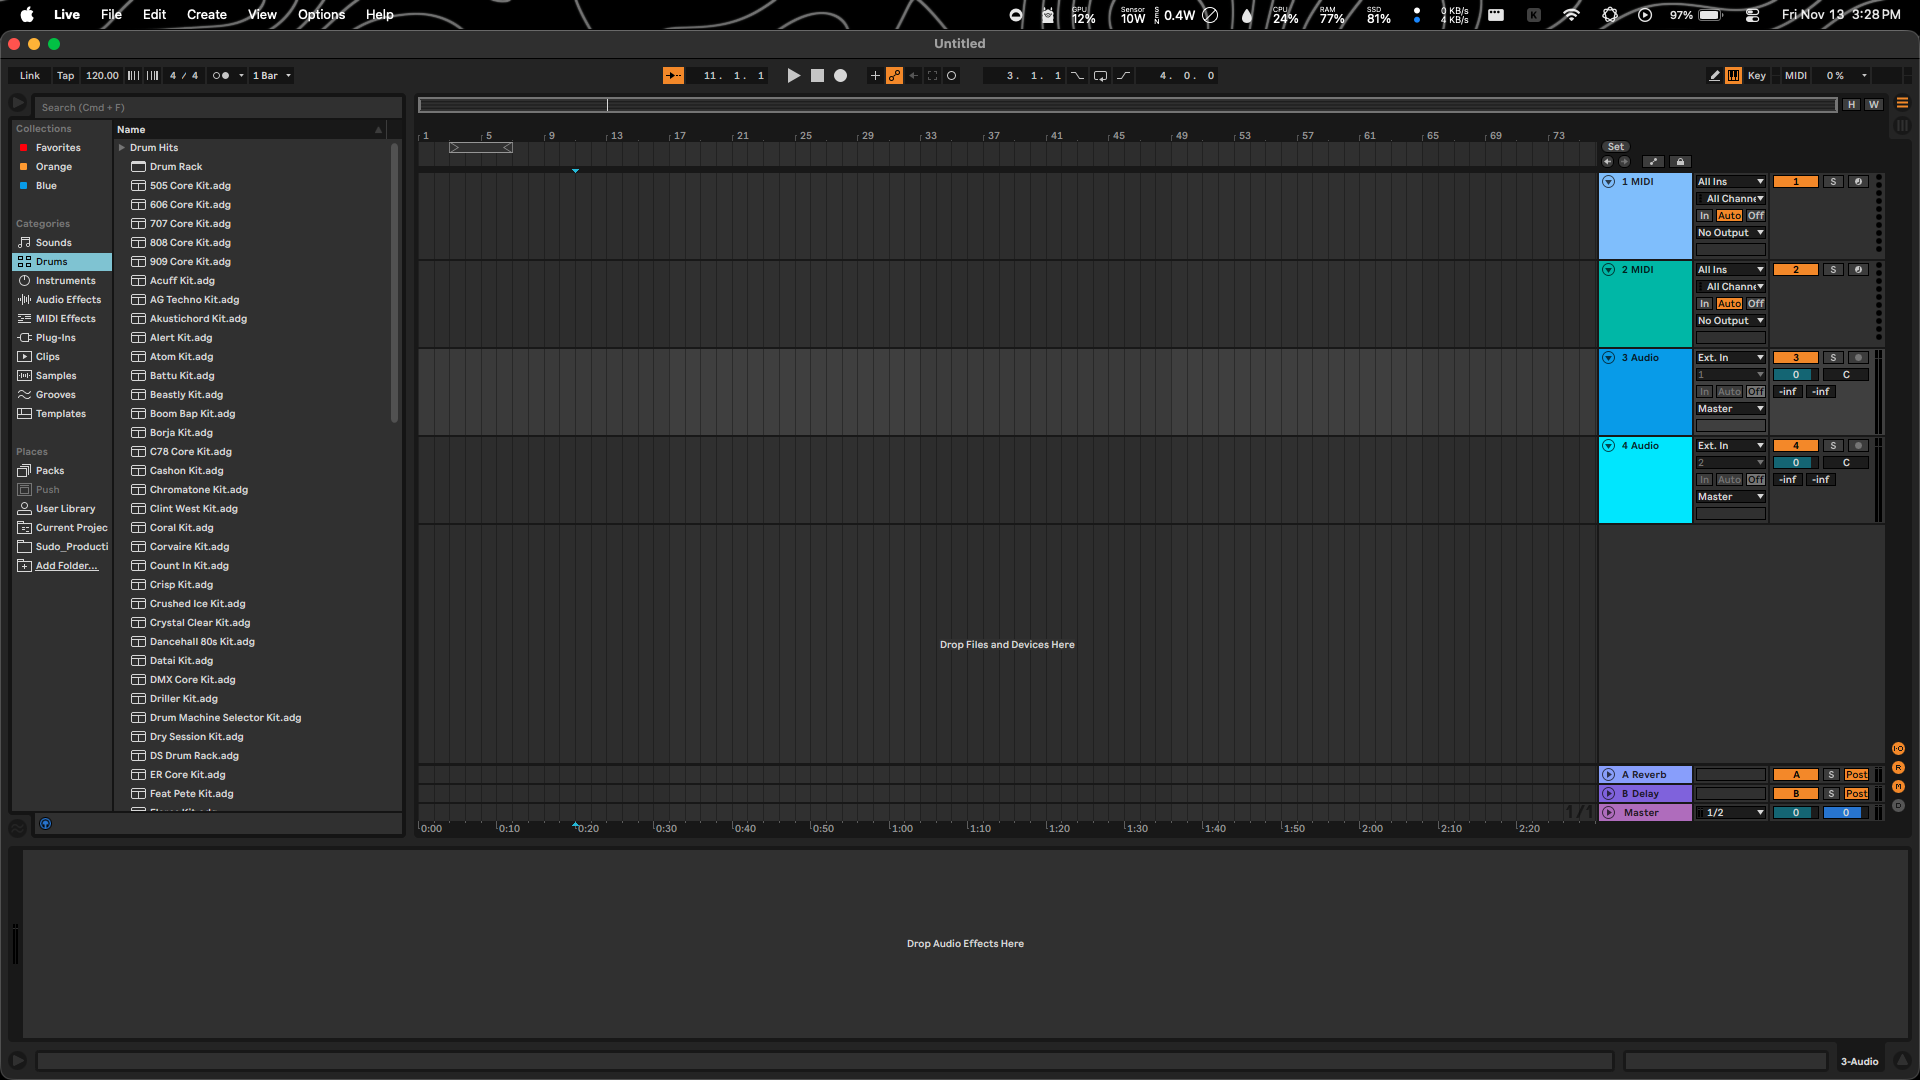 Live File Edit Create View Options Help
GPU 12% Sensor 10W SEN 0.4W CPU 24% RAM 77% SSD 81% 0 KB/s 4 KB/s K 97% Fri Nov 13 3:28 PM
Untitled
Link Tap 120.00 4 / 4 1 Bar 11. 1. 1 3. 1. 1 4. 0. 0 Key MIDI 0 %
Search (Cmd + F)
H W
Collections
Favorites
Orange
Blue
Categories
Sounds
Drums
Instruments
Audio Effects
MIDI Effects
Plug-Ins
Clips
Samples
Grooves
Templates
Places
Packs
Push
User Library
Current Projec
Sudo_Producti
Add Folder...
Name
Drum Hits
Drum Rack
505 Core Kit.adg
606 Core Kit.adg
707 Core Kit.adg
808 Core Kit.adg
909 Core Kit.adg
Acuff Kit.adg
AG Techno Kit.adg
Akustichord Kit.adg
Alert Kit.adg
Atom Kit.adg
Battu Kit.adg
Beastly Kit.adg
Boom Bap Kit.adg
Borja Kit.adg
C78 Core Kit.adg
Cashon Kit.adg
Chromatone Kit.adg
Clint West Kit.adg
Coral Kit.adg
Corvaire Kit.adg
Count In Kit.adg
Crisp Kit.adg
Crushed Ice Kit.adg
Crystal Clear Kit.adg
Dancehall 80s Kit.adg
Datai Kit.adg
DMX Core Kit.adg
Driller Kit.adg
Drum Machine Selector Kit.adg
Dry Session Kit.adg
DS Drum Rack.adg
ER Core Kit.adg
Feat Pete Kit.adg
1 5 9 13 17 21 25 29 33 37 41 45 49 53 57 61 65 69 73
Set
1 MIDI All Ins 1 S
All Channe
In Auto Off
No Output
2 MIDI All Ins 2 S
All Channe
In Auto Off
No Output
3 Audio Ext. In 3 S
1 0 C
In Auto Off -inf -inf
Master
4 Audio Ext. In 4 S
2 0 C
In Auto Off -inf -inf
Master
Drop Files and Devices Here
A Reverb A S Post
B Delay B S Post
1/1 Master 1/2 0 0
0:00 0:10 0:20 0:30 0:40 0:50 1:00 1:10 1:20 1:30 1:40 1:50 2:00 2:10 2:20
I·O
R
M
D
Drop Audio Effects Here
3-Audio